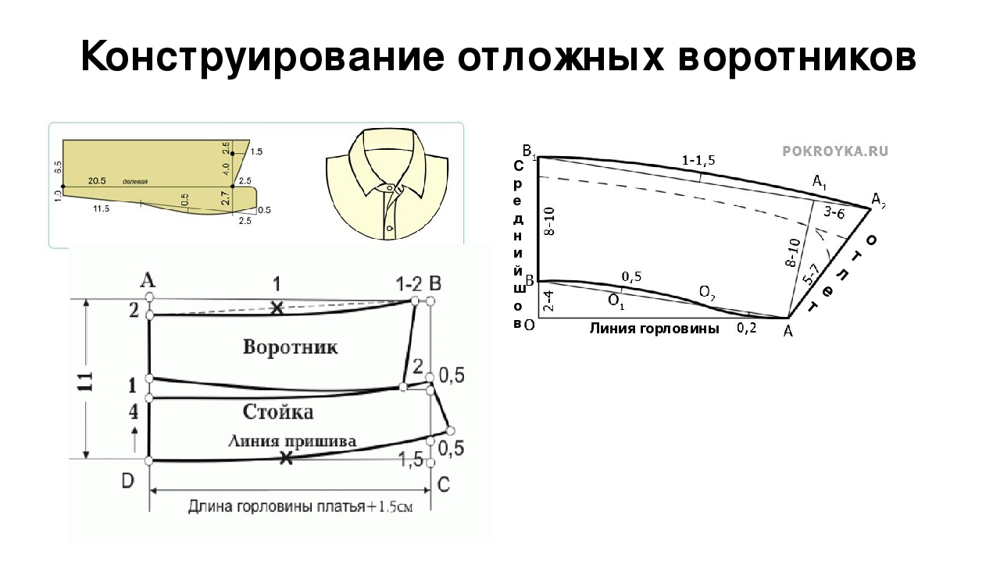 Конструирование отложных воротников
2.5
1.5
6.5
4.0
20.5 долевая 2.5
1.0
11.5
0.5
2.7
0.5
2.5
POKROYKA.RU
B₁
1-1,5
A₁
A₂
3-6
Средний шов
8-10
8-10
5-7
отлет
B
0,5
O₁
O₂
2-4
O
Линия горловины
0,2
A
A
1
1-2 B
2
Воротник
11
1
2
0,5
4
Стойка
Линия пришива
1,5
0,5
D
C
Длина горловины платья+1.5см